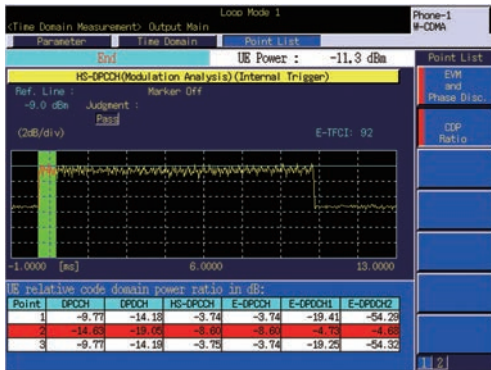 Loop Mode 1
<Time Domain Measurement> Output Main
Phone-1
W-CDMA
Parameter Time Domain Point List
End UE Power : -11.3 dBm
Point List
HS-DPCCH(Modulation Analysis)(Internal Trigger)
EVM
and
Phase Disc.
Ref. Line : Marker Off
-9.0 dBm Judgment :
Pass
(2dB/div) E-TFCI: 92
CDP
Ratio
-1.0000 [ms] 6.0000 13.0000
UE relative code domain power ratio in dB:
Point DPCCH DPDCH HS-DPCCH E-DPCCH E-DPDCH1 E-DPDCH2
1 -9.77 -14.18 -3.74 -3.74 -19.41 -54.29
2 -14.63 -19.05 -8.60 -8.60 -4.73 -4.68
3 -9.77 -14.19 -3.75 -3.74 -19.25 -54.32
1 2